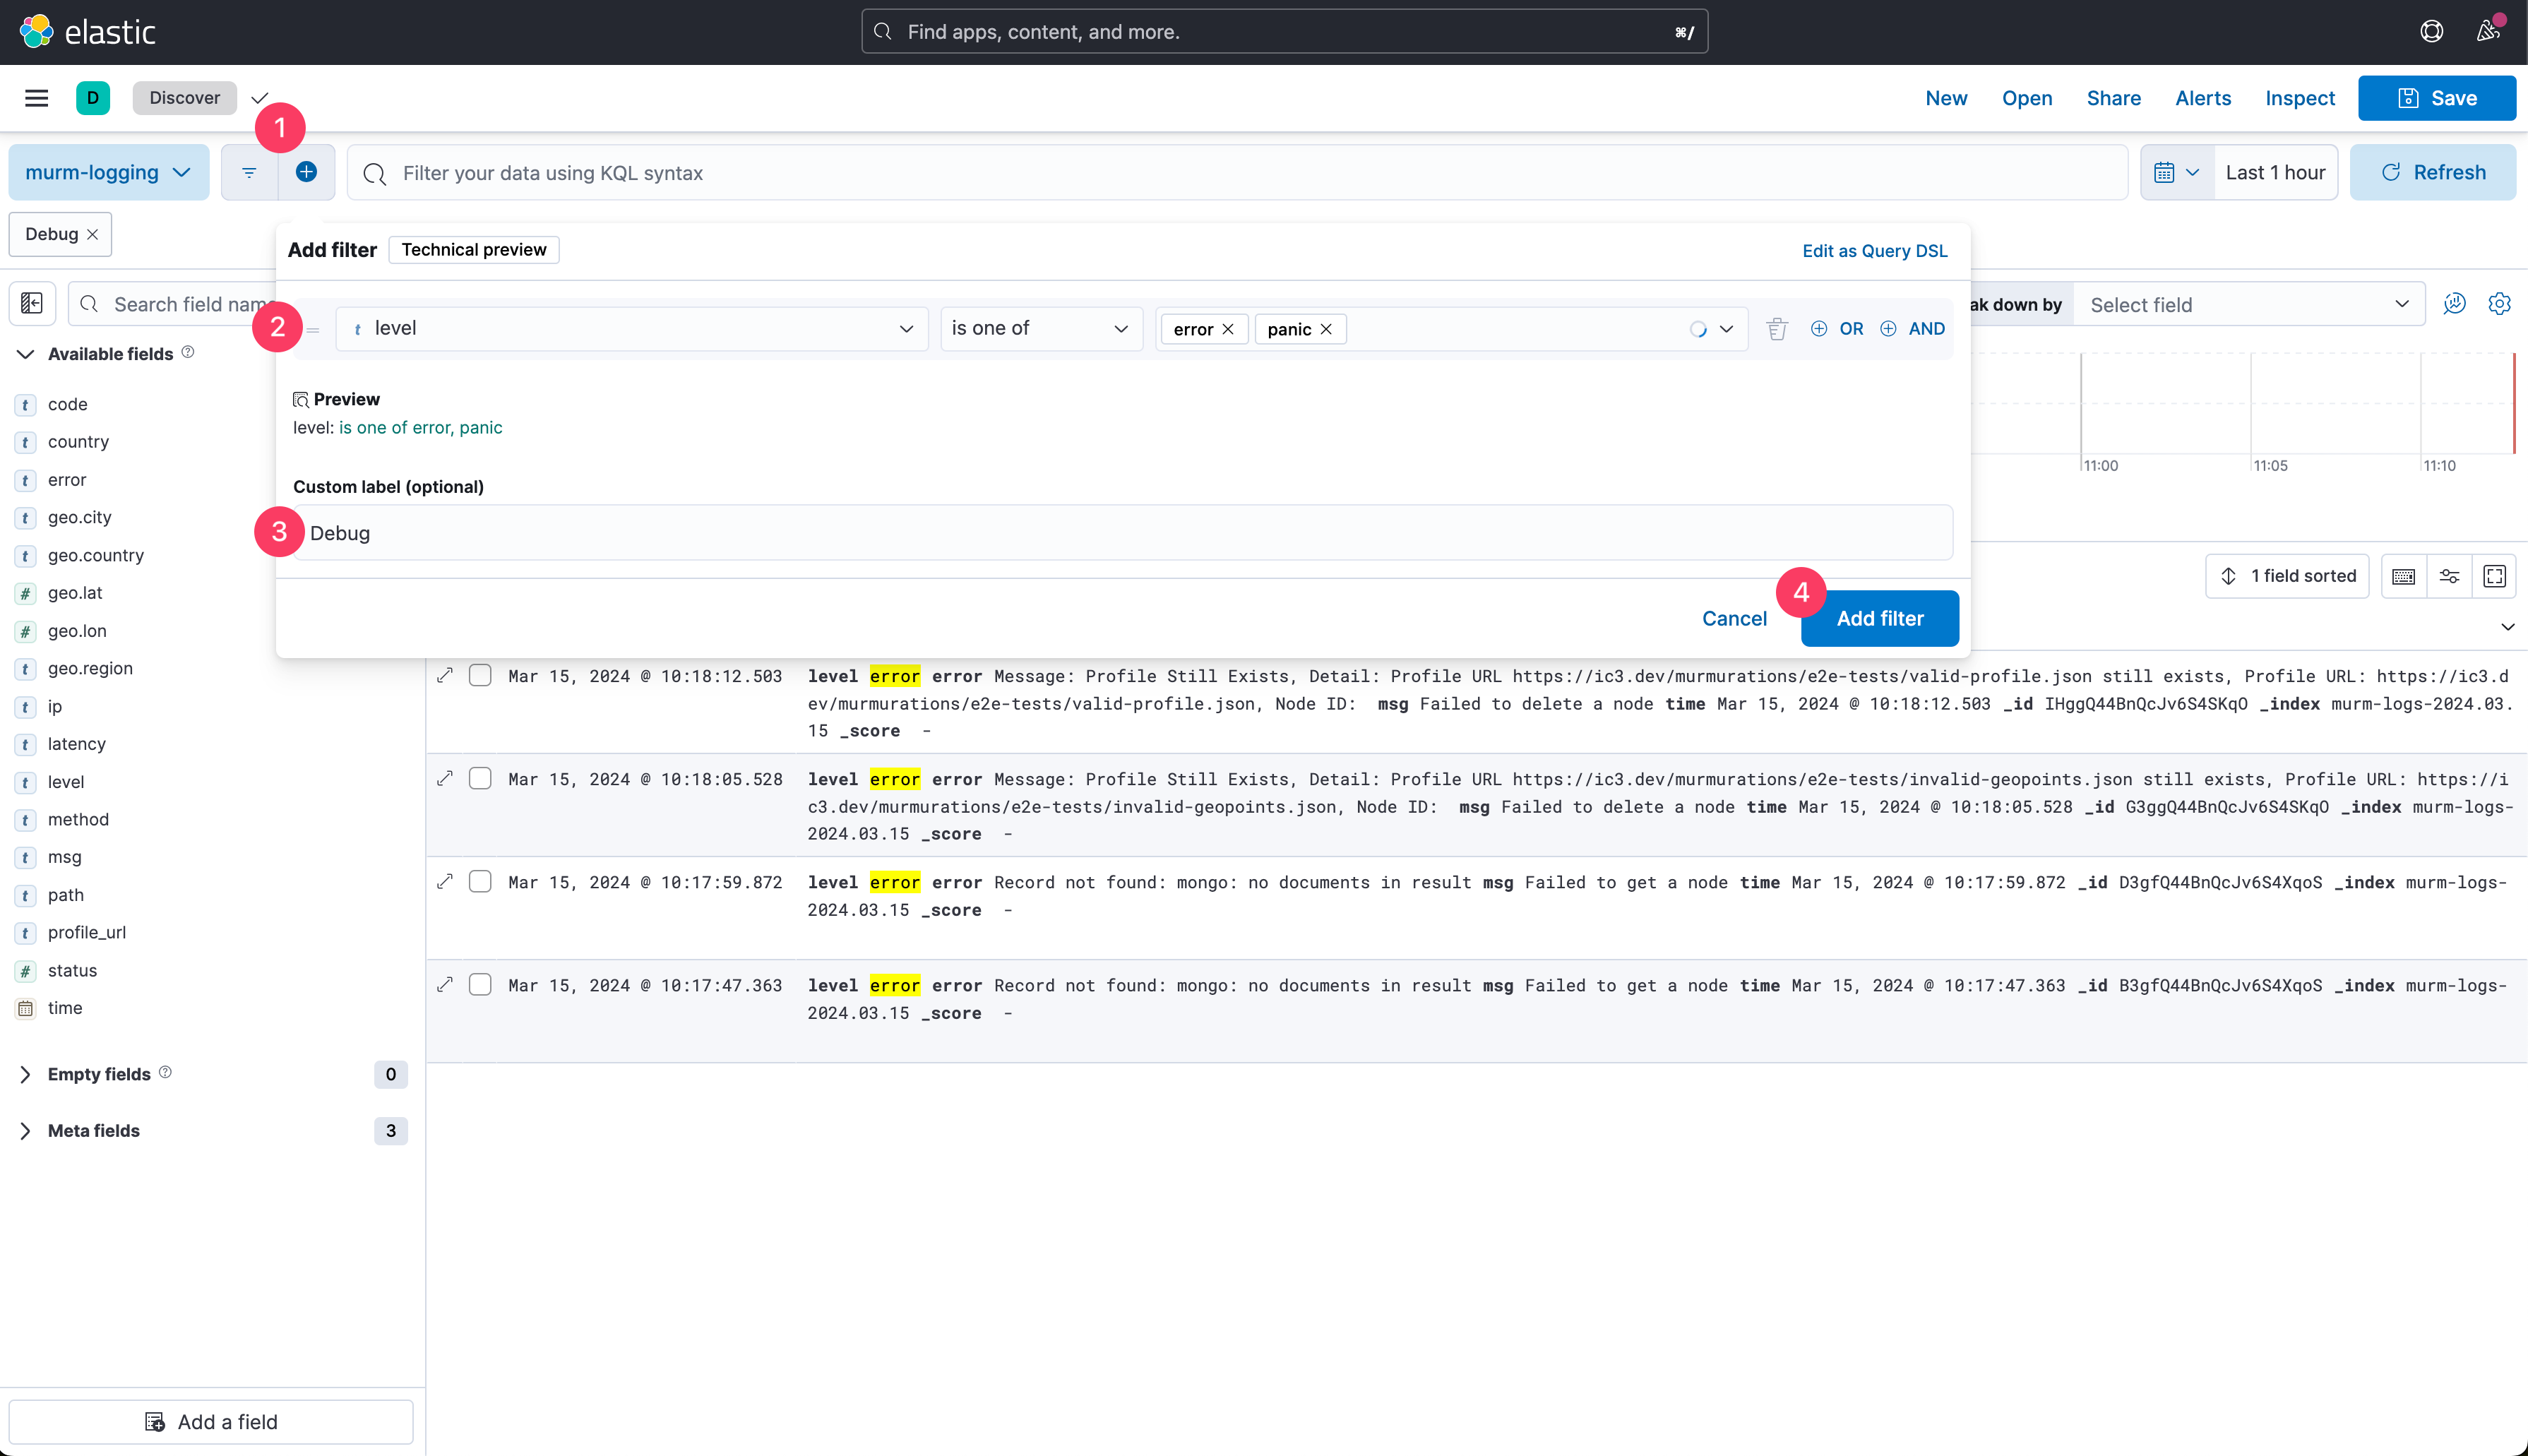 elastic
Find apps, content, and more.
⌘/
D
Discover
New
Open
Share
Alerts
Inspect
Save
1
murm-logging
Filter your data using KQL syntax
Last 1 hour
Refresh
Debug
Add filter
Technical preview
Edit as Query DSL
Search field name
2
level
is one of
error
panic
OR
AND
ak down by
Select field
Available fields
Preview
level: is one of error, panic
Custom label (optional)
3
Debug
11:00
11:05
11:10
Cancel
4
Add filter
1 field sorted
t code
t country
t error
t geo.city
t geo.country
# geo.lat
# geo.lon
t geo.region
t ip
t latency
t level
t method
t msg
t path
t profile_url
# status
time
Empty fields
0
Meta fields
3
Add a field
Mar 15, 2024 @ 10:18:12.503
level error error Message: Profile Still Exists, Detail: Profile URL https://ic3.dev/murmurations/e2e-tests/valid-profile.json still exists, Profile URL: https://ic3.d
ev/murmurations/e2e-tests/valid-profile.json, Node ID: msg Failed to delete a node time Mar 15, 2024 @ 10:18:12.503 _id IHggQ44BnQcJv6S4SKqO _index murm-logs-2024.03.
15 _score -
Mar 15, 2024 @ 10:18:05.528
level error error Message: Profile Still Exists, Detail: Profile URL https://ic3.dev/murmurations/e2e-tests/invalid-geopoints.json still exists, Profile URL: https://i
c3.dev/murmurations/e2e-tests/invalid-geopoints.json, Node ID: msg Failed to delete a node time Mar 15, 2024 @ 10:18:05.528 _id G3ggQ44BnQcJv6S4SKqO _index murm-logs-
2024.03.15 _score -
Mar 15, 2024 @ 10:17:59.872
level error error Record not found: mongo: no documents in result msg Failed to get a node time Mar 15, 2024 @ 10:17:59.872 _id D3gfQ44BnQcJv6S4XqoS _index murm-logs-
2024.03.15 _score -
Mar 15, 2024 @ 10:17:47.363
level error error Record not found: mongo: no documents in result msg Failed to get a node time Mar 15, 2024 @ 10:17:47.363 _id B3gfQ44BnQcJv6S4XqoS _index murm-logs-
2024.03.15 _score -